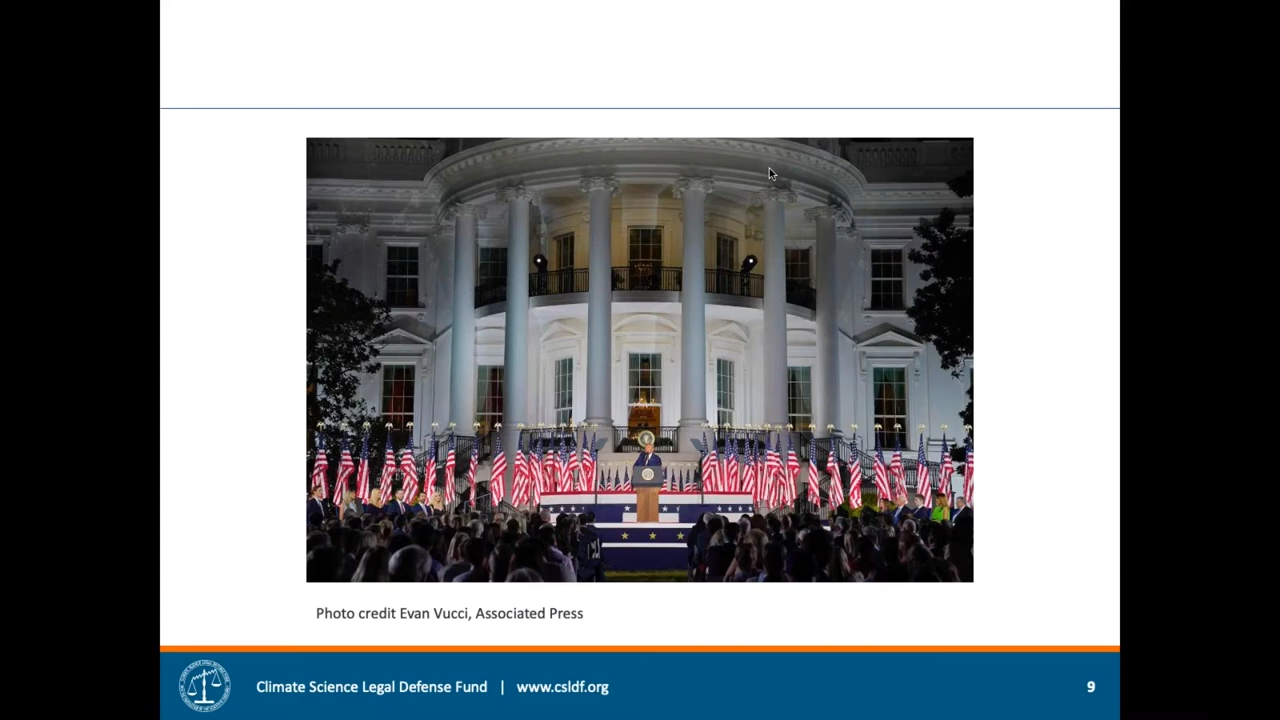 Photo credit Evan Vucci, Associated Press
Climate Science Legal Defense Fund | www.csldf.org
9